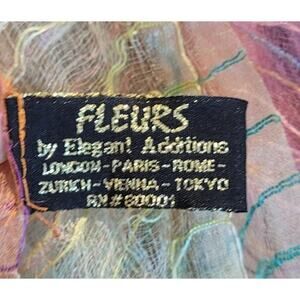 FLEURS
by Elegant Additions
LONDON-PARIS-ROME-
ZURICH-VIENNA-TOKYO
RN#80001